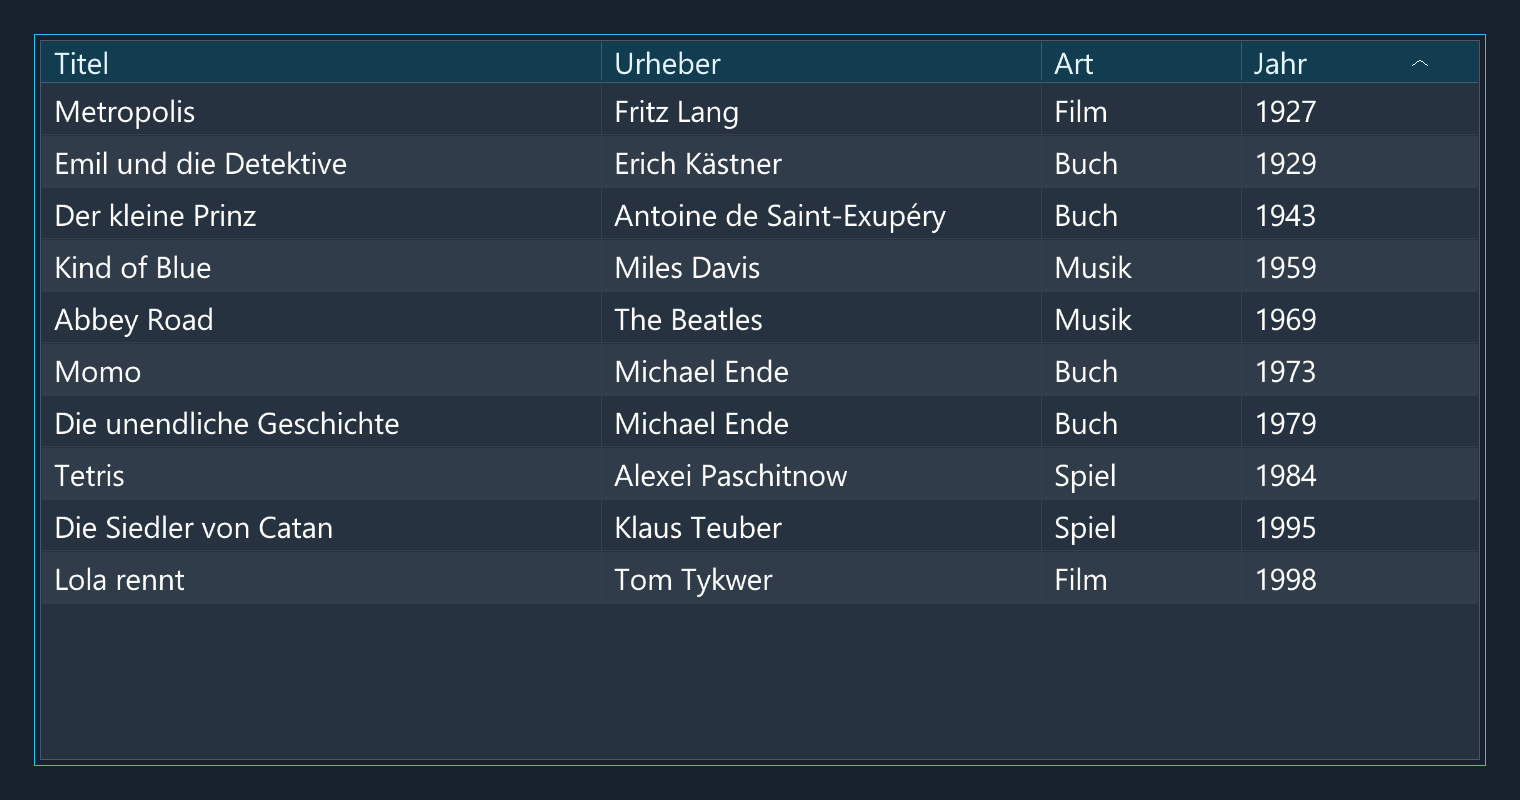 Titel Urheber Art Jahr
Metropolis Fritz Lang Film 1927
Emil und die Detektive Erich Kästner Buch 1929
Der kleine Prinz Antoine de Saint-Exupéry Buch 1943
Kind of Blue Miles Davis Musik 1959
Abbey Road The Beatles Musik 1969
Momo Michael Ende Buch 1973
Die unendliche Geschichte Michael Ende Buch 1979
Tetris Alexei Paschitnow Spiel 1984
Die Siedler von Catan Klaus Teuber Spiel 1995
Lola rennt Tom Tykwer Film 1998